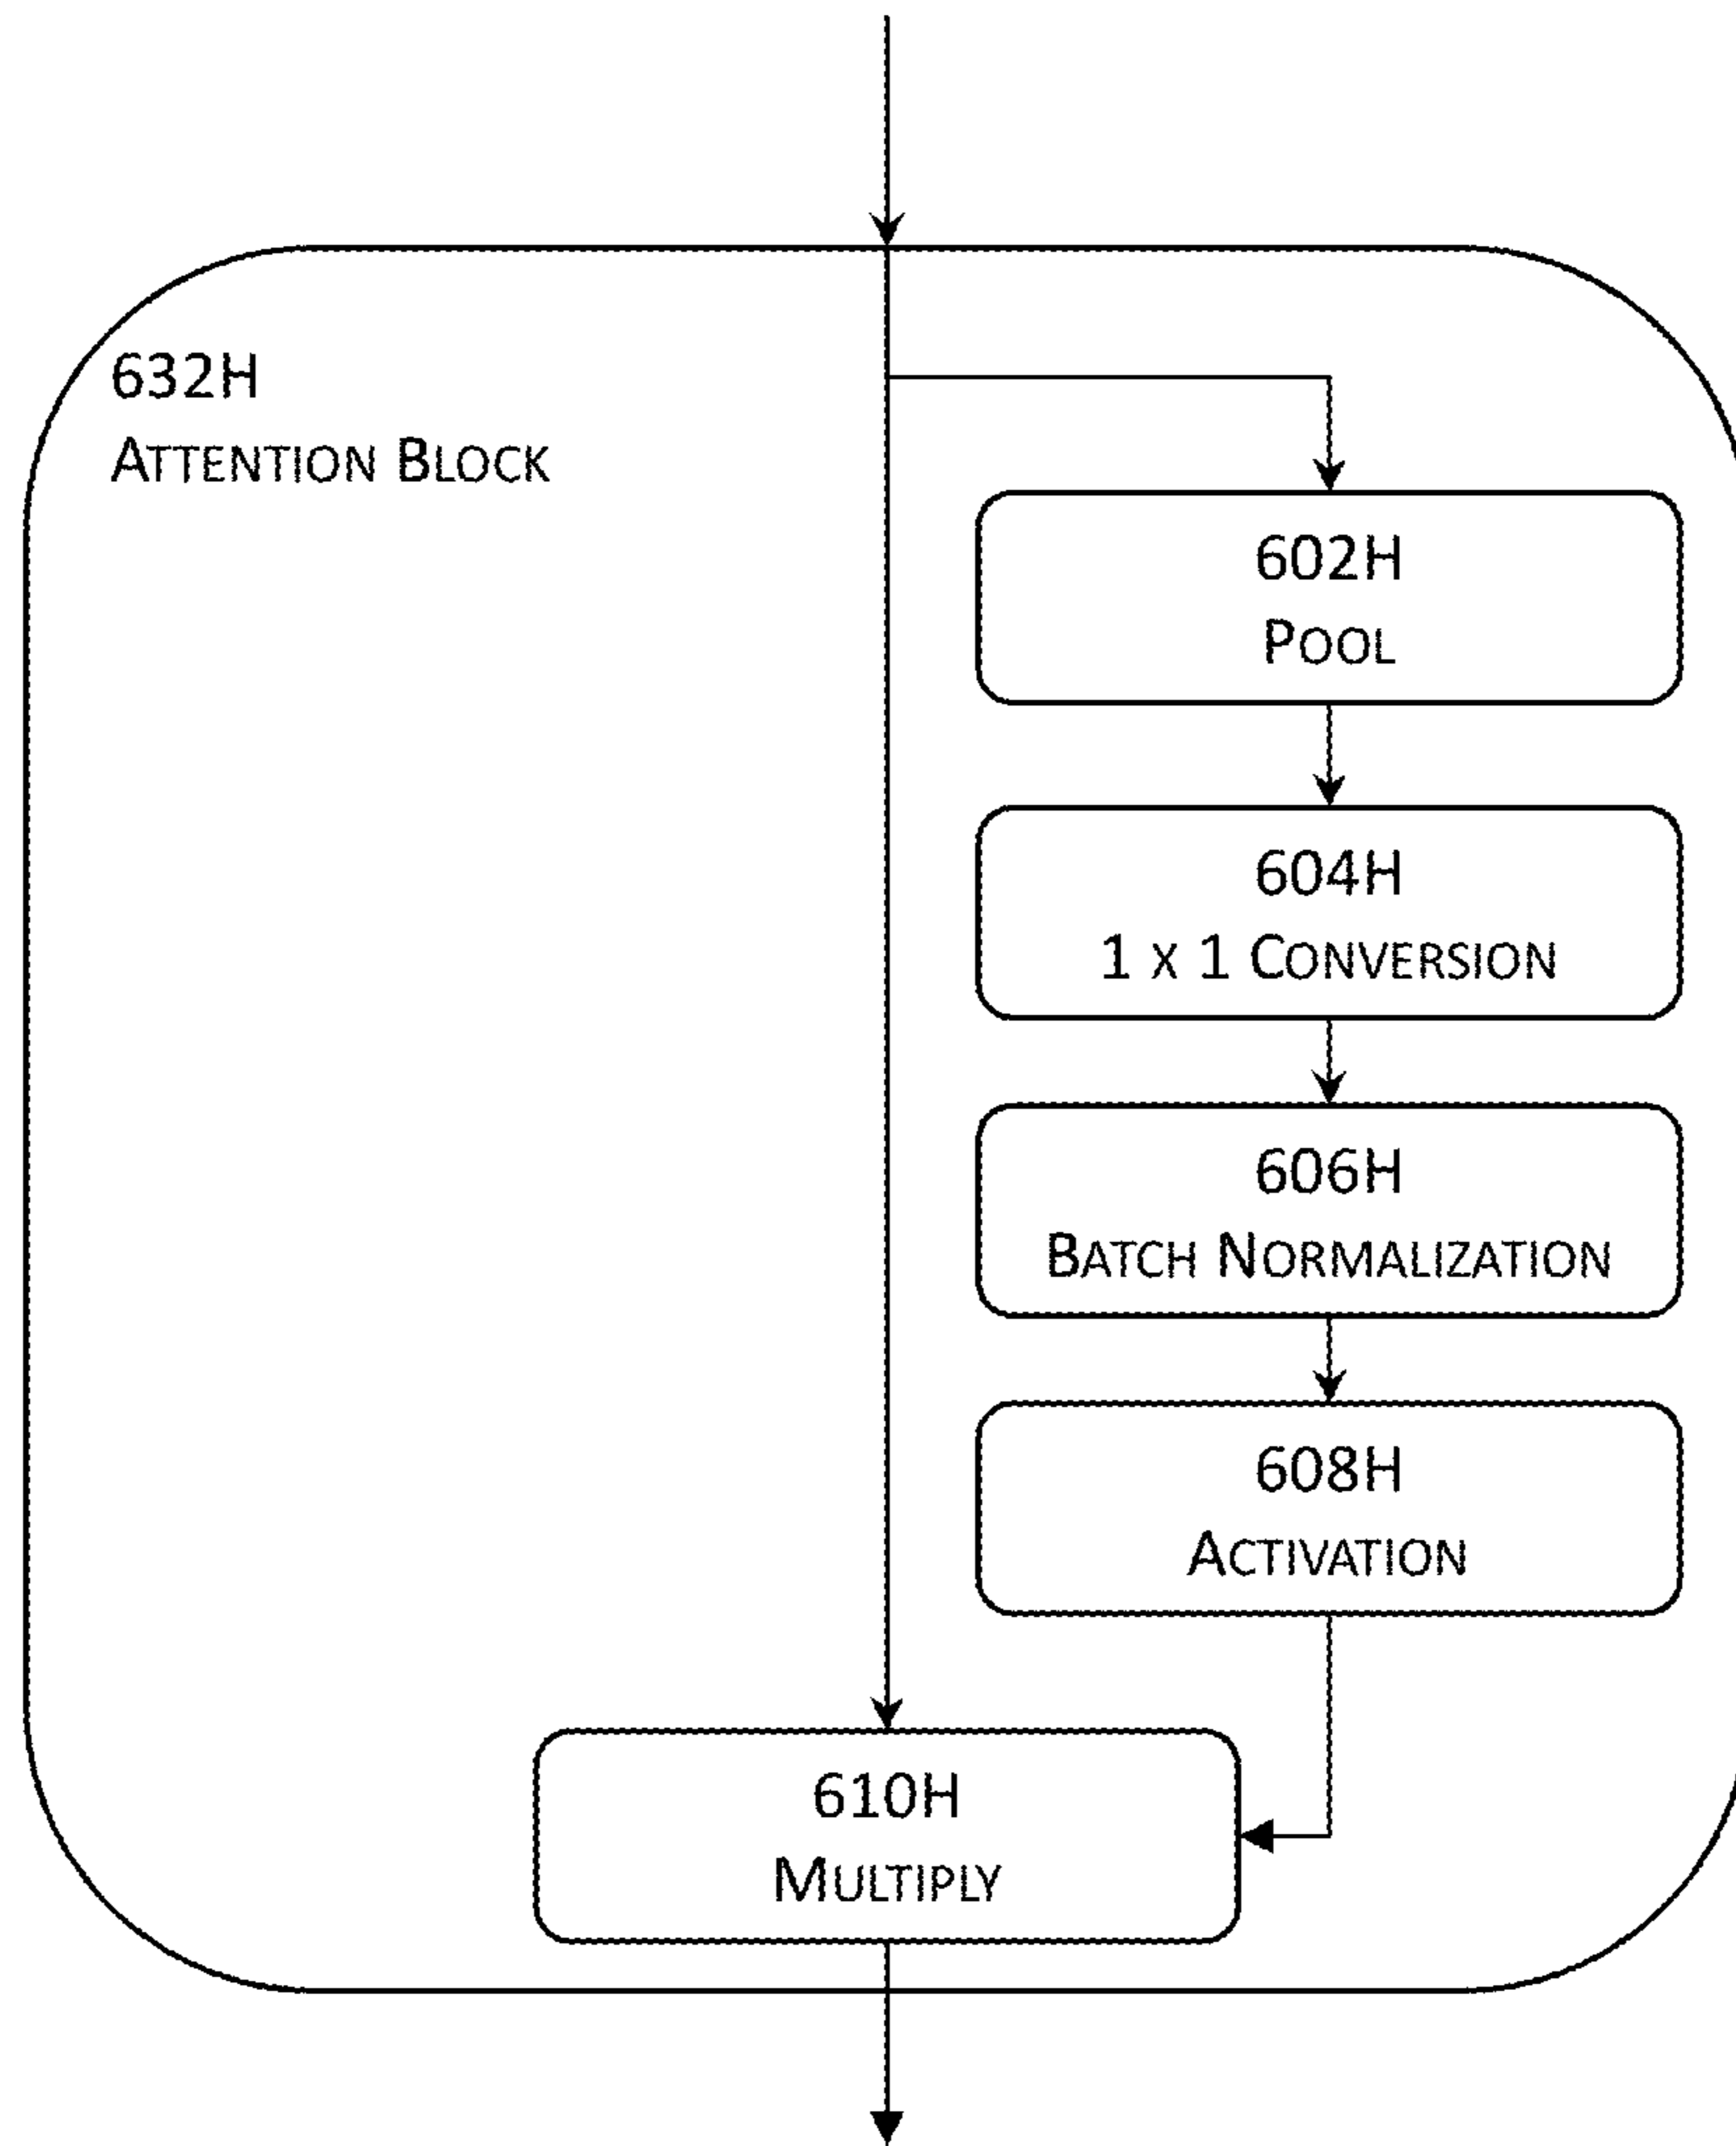 632H
ATTENTION BLOCK
602H
POOL
604H
1 X 1 CONVERSION
606H
BATCH NORMALIZATION
608H
ACTIVATION
610H
MULTIPLY